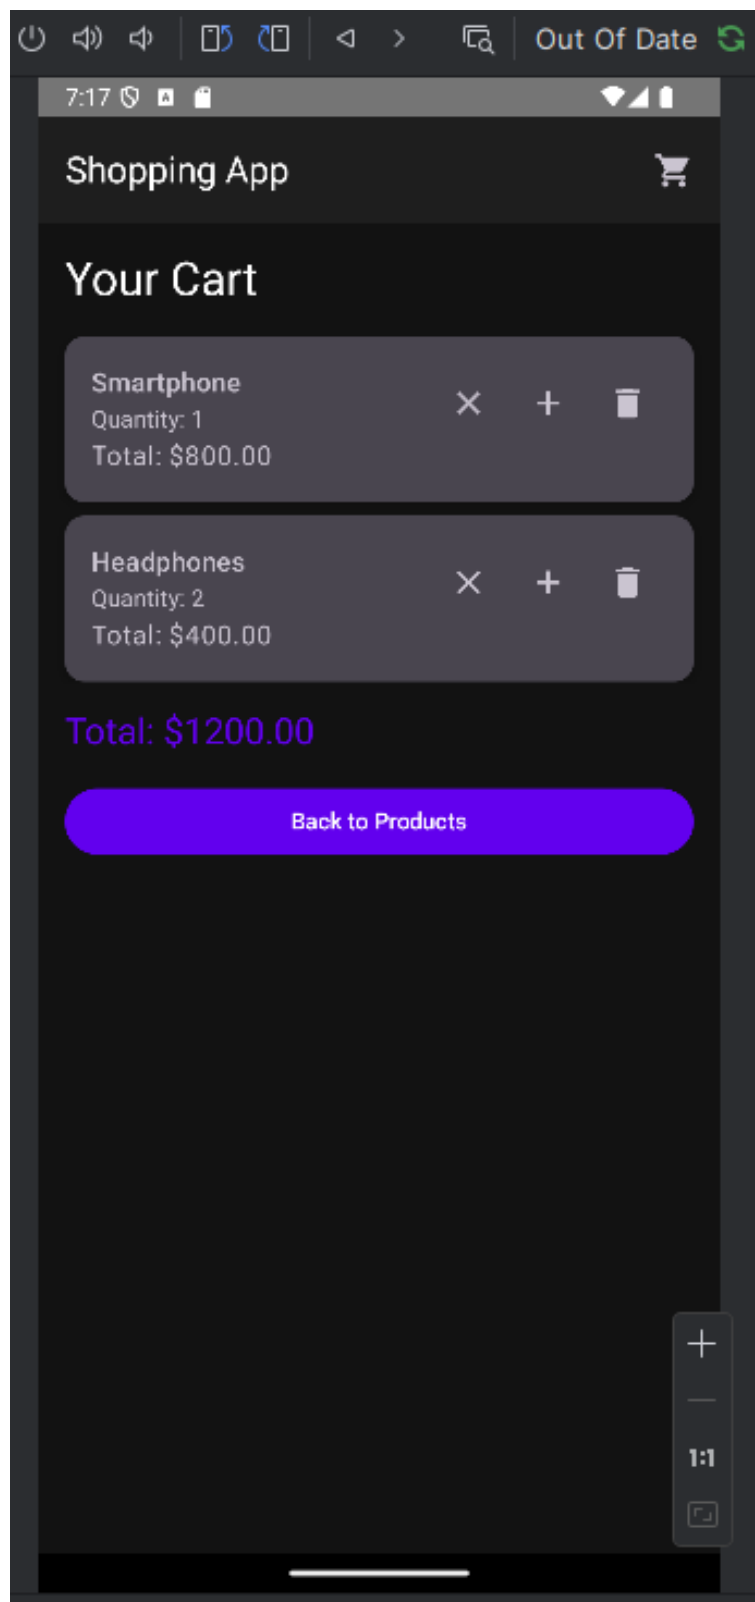 Out Of Date
7:17
Shopping App
Your Cart
Smartphone
Quantity: 1
Total: $800.00
Headphones
Quantity: 2
Total: $400.00
Total: $1200.00
Back to Products
1:1